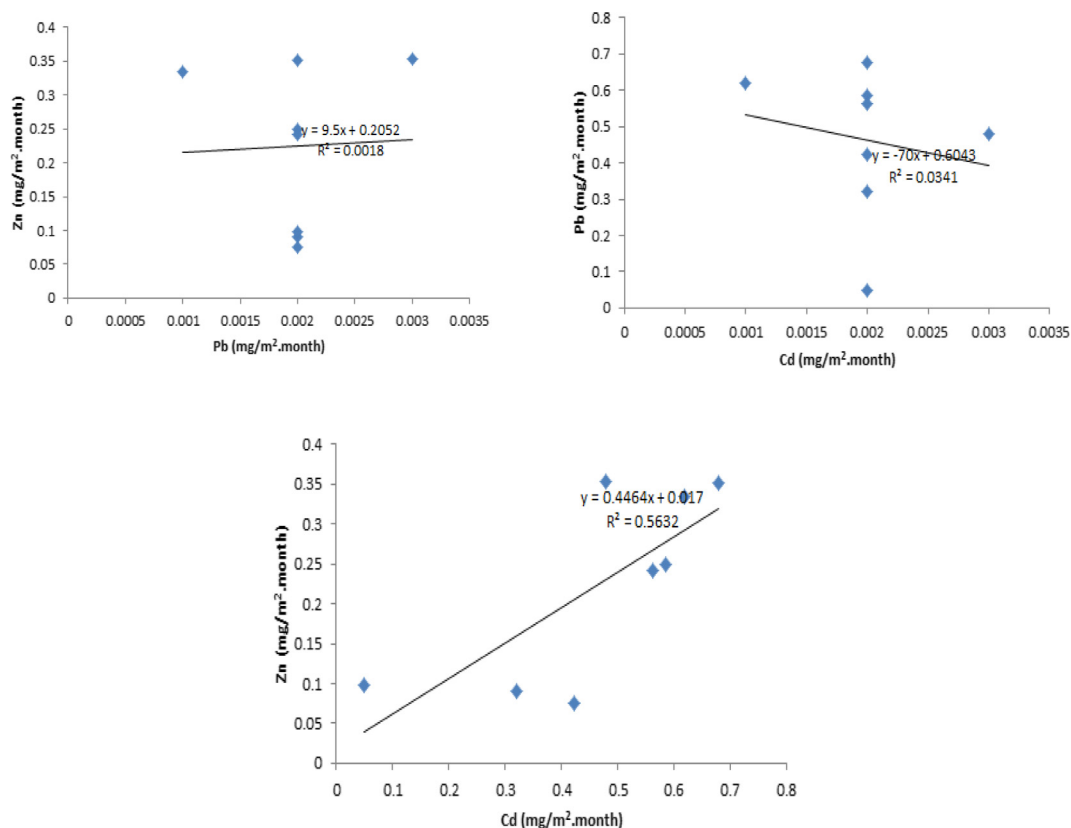 0.4
0.35
0.3
0.25
0.2
0.15
0.1
0.05
0
Zn (mg/m².month)
y = 9.5x + 0.2052
R² = 0.0018
0 0.0005 0.001 0.0015 0.002 0.0025 0.003 0.0035
Pb (mg/m².month)
0.8
0.7
0.6
0.5
0.4
0.3
0.2
0.1
0
Pb (mg/m².month)
y = -70x + 0.6043
R² = 0.0341
0 0.0005 0.001 0.0015 0.002 0.0025 0.003 0.0035
Cd (mg/m².month)
0.4
0.35
0.3
0.25
0.2
0.15
0.1
0.05
0
Zn (mg/m².month)
y = 0.4464x + 0.017
R² = 0.5632
0 0.1 0.2 0.3 0.4 0.5 0.6 0.7 0.8
Cd (mg/m².month)